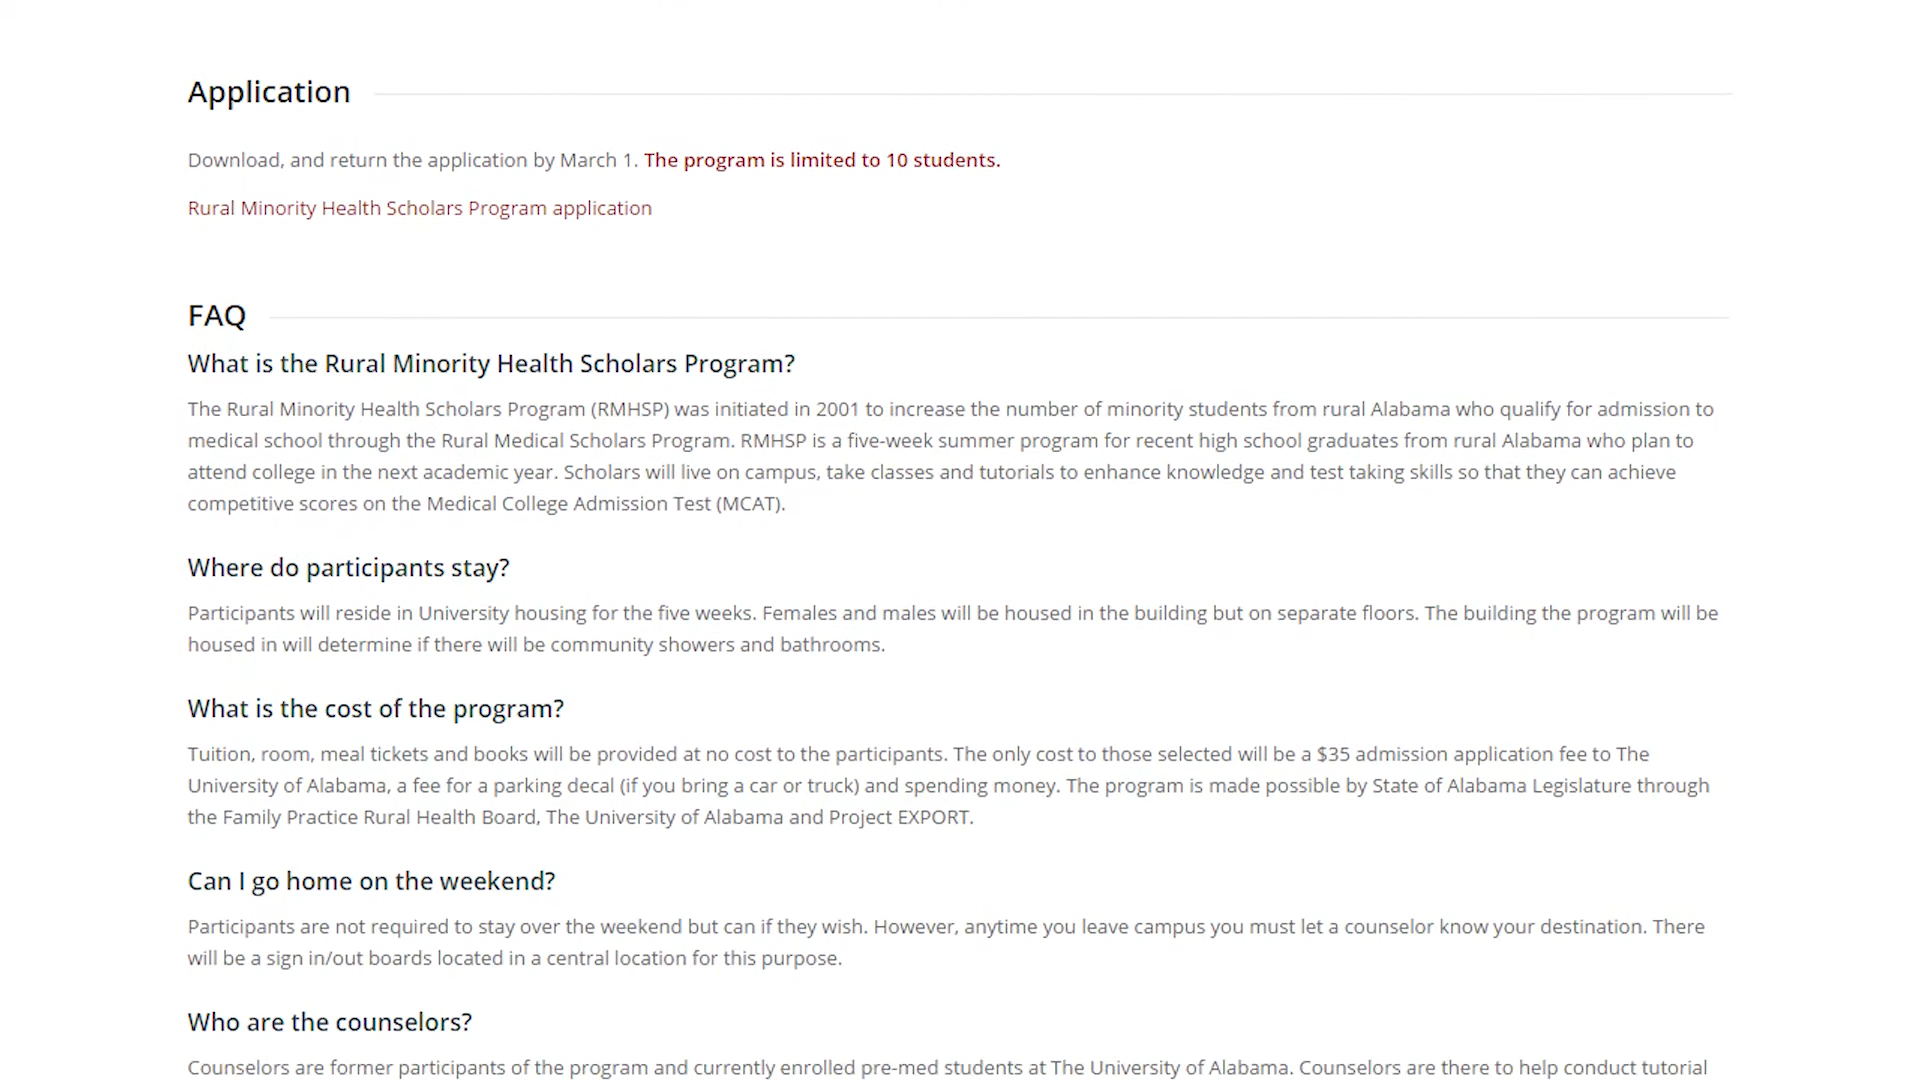 Application
Download, and return the application by March 1. The program is limited to 10 students.
Rural Minority Health Scholars Program application
FAQ
What is the Rural Minority Health Scholars Program?
The Rural Minority Health Scholars Program (RMHSP) was initiated in 2001 to increase the number of minority students from rural Alabama who qualify for admission to
medical school through the Rural Medical Scholars Program. RMHSP is a five-week summer program for recent high school graduates from rural Alabama who plan to
attend college in the next academic year. Scholars will live on campus, take classes and tutorials to enhance knowledge and test taking skills so that they can achieve
competitive scores on the Medical College Admission Test (MCAT).
Where do participants stay?
Participants will reside in University housing for the five weeks. Females and males will be housed in the building but on separate floors. The building the program will be
housed in will determine if there will be community showers and bathrooms.
What is the cost of the program?
Tuition, room, meal tickets and books will be provided at no cost to the participants. The only cost to those selected will be a $35 admission application fee to The
University of Alabama, a fee for a parking decal (if you bring a car or truck) and spending money. The program is made possible by State of Alabama Legislature through
the Family Practice Rural Health Board, The University of Alabama and Project EXPORT.
Can I go home on the weekend?
Participants are not required to stay over the weekend but can if they wish. However, anytime you leave campus you must let a counselor know your destination. There
will be a sign in/out boards located in a central location for this purpose.
Who are the counselors?
Counselors are former participants of the program and currently enrolled pre-med students at The University of Alabama. Counselors are there to help conduct tutorial